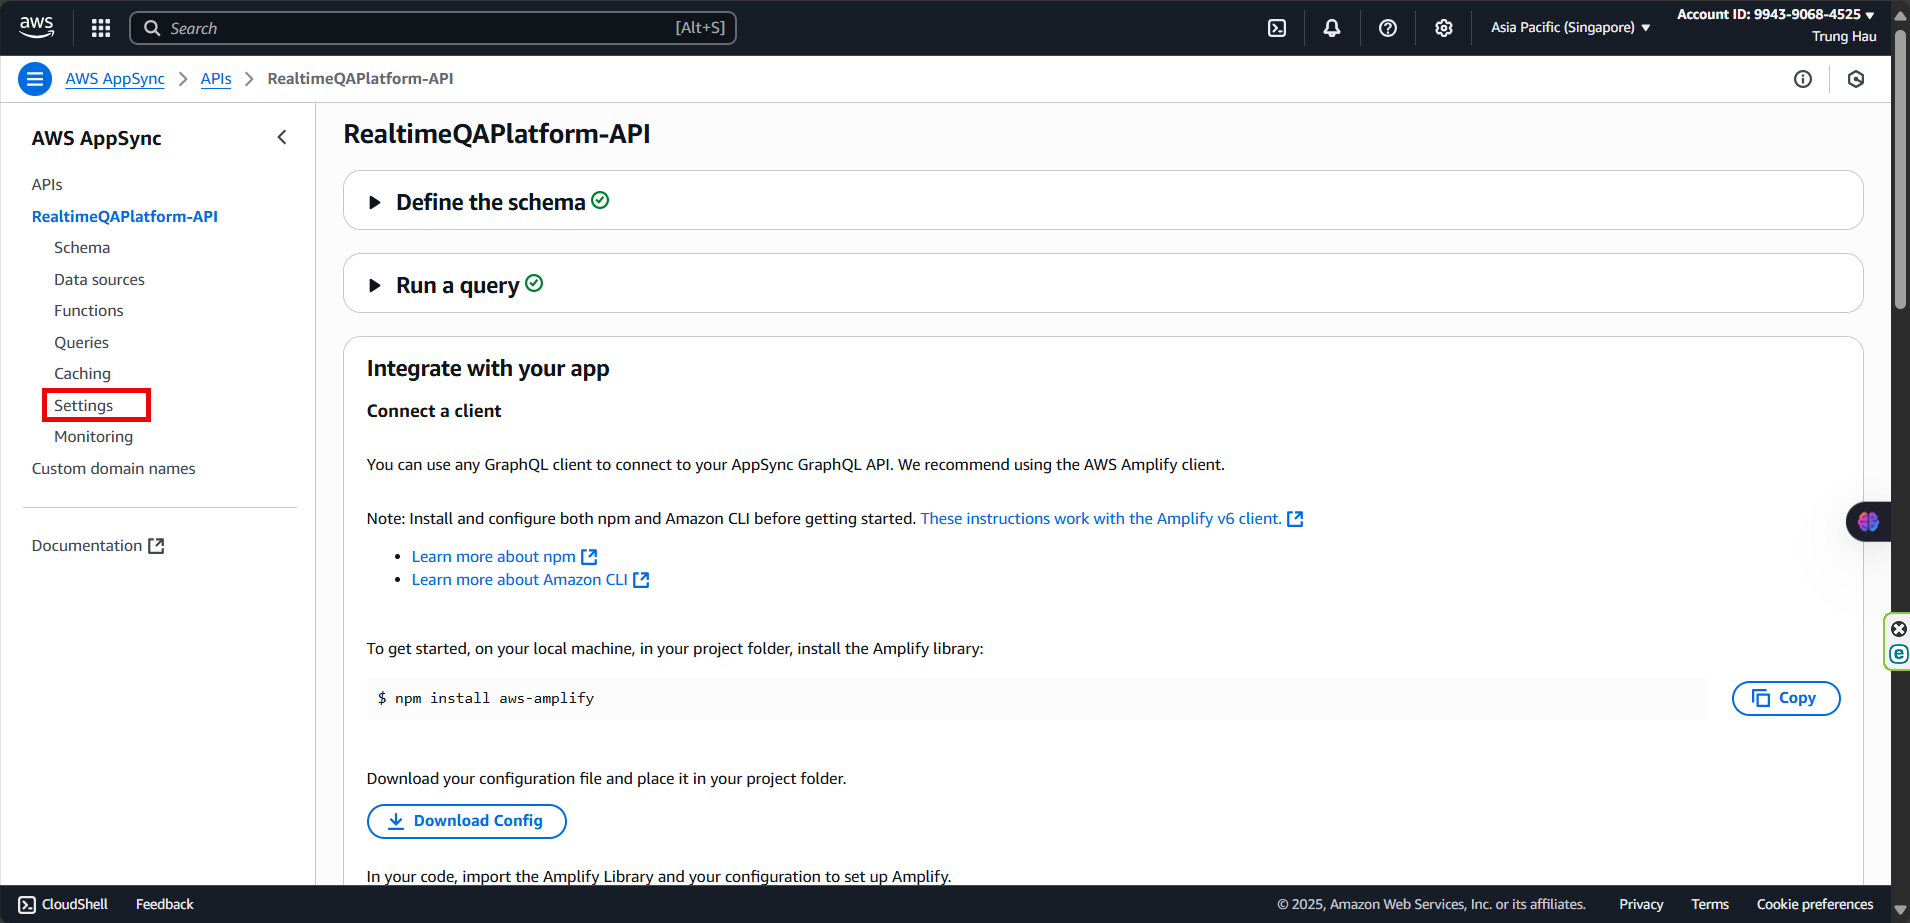 aws
Search
[Alt+S]
Asia Pacific (Singapore)
Account ID: 9943-9068-4525
Trung Hau
AWS AppSync
APIs
RealtimeQAPlatform-API
AWS AppSync
APIs
RealtimeQAPlatform-API
Schema
Data sources
Functions
Queries
Caching
Settings
Monitoring
Custom domain names
Documentation
RealtimeQAPlatform-API
Define the schema
Run a query
Integrate with your app
Connect a client
You can use any GraphQL client to connect to your AppSync GraphQL API. We recommend using the AWS Amplify client.
Note: Install and configure both npm and Amazon CLI before getting started. These instructions work with the Amplify v6 client.
• Learn more about npm
• Learn more about Amazon CLI
To get started, on your local machine, in your project folder, install the Amplify library:
$ npm install aws-amplify
Copy
Download your configuration file and place it in your project folder.
Download Config
In your code, import the Amplify Library and your configuration to set up Amplify.
CloudShell
Feedback
© 2025, Amazon Web Services, Inc. or its affiliates.
Privacy
Terms
Cookie preferences